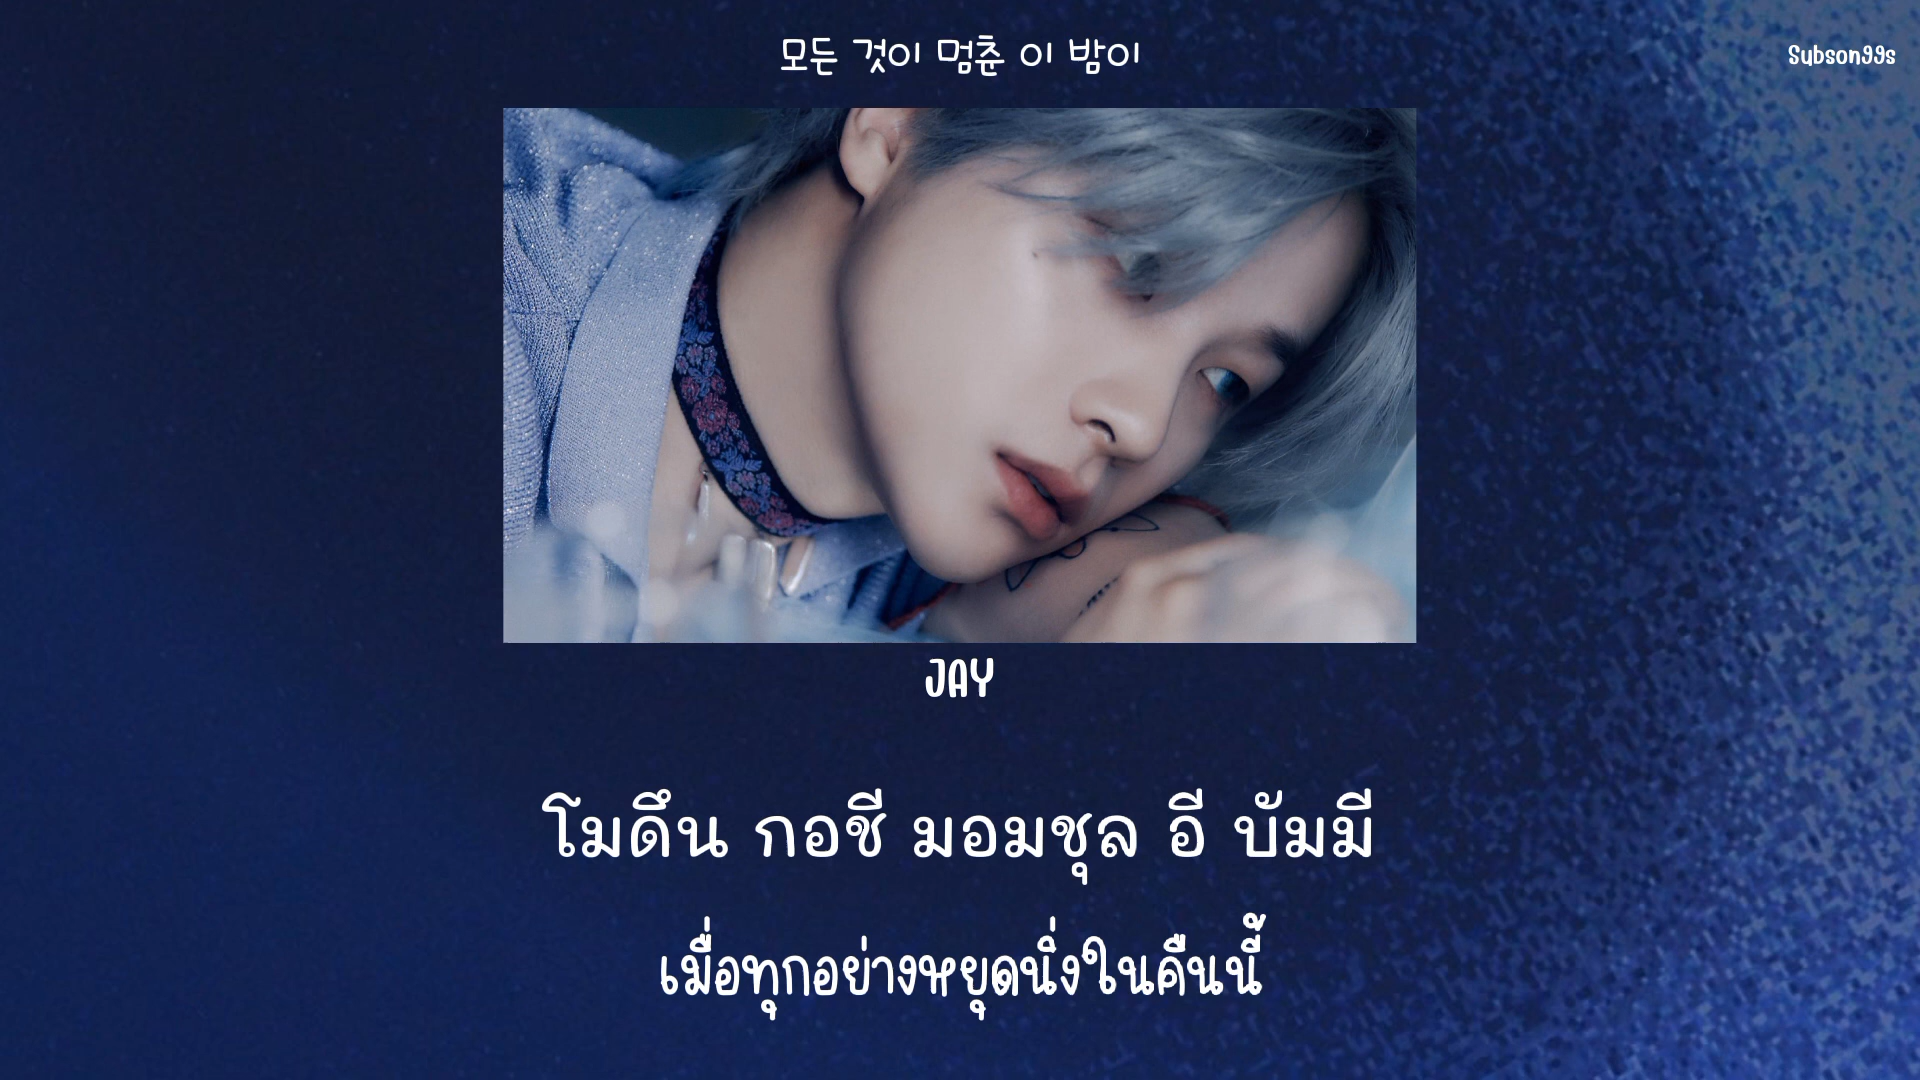 모든 것이 멈춘 이 밤이
Subson99s
JAY
โมดึน กอชี มอมชุล อี บัมมี
เมื่อทุกอย่างหยุดนิ่งในคืนนี้